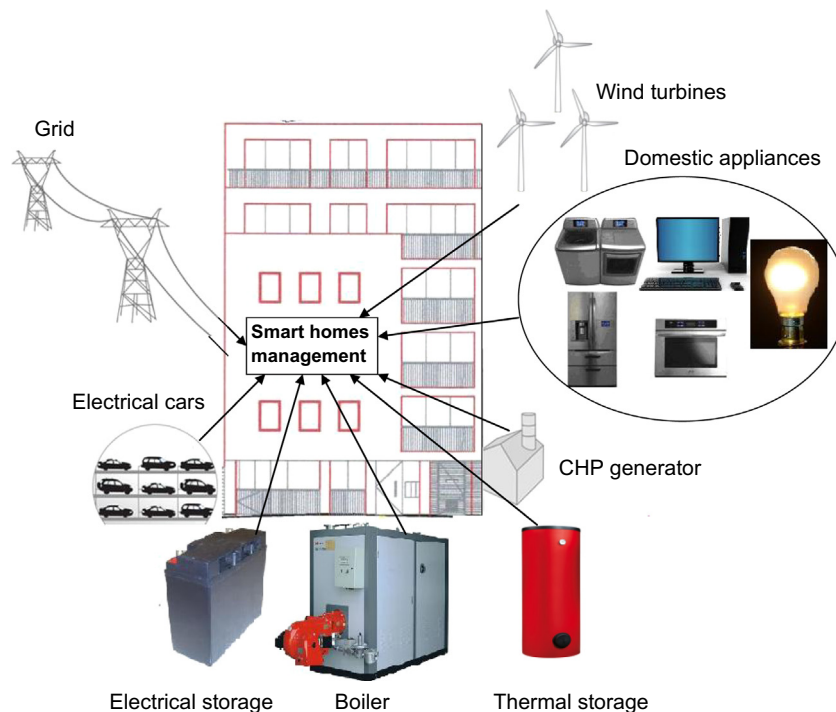 Wind turbines
Grid
Domestic appliances
Smart homes
management
Electrical cars
CHP generator
Electrical storage
Boiler
Thermal storage